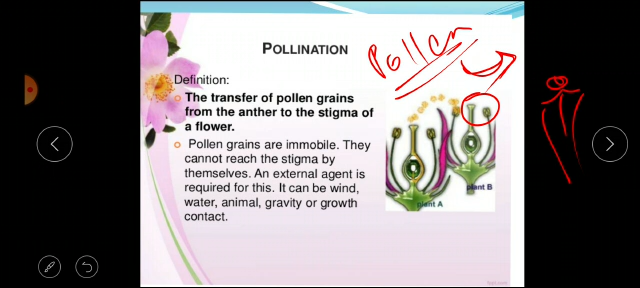 POLLINATION
Pollen
Definition:
The transfer of pollen grains
from the anther to the stigma of
a flower.
Pollen grains are immobile. They
cannot reach the stigma by
themselves. An external agent is
required for this. It can be wind,
water, animal, gravity or growth
contact.
plant B
plant A